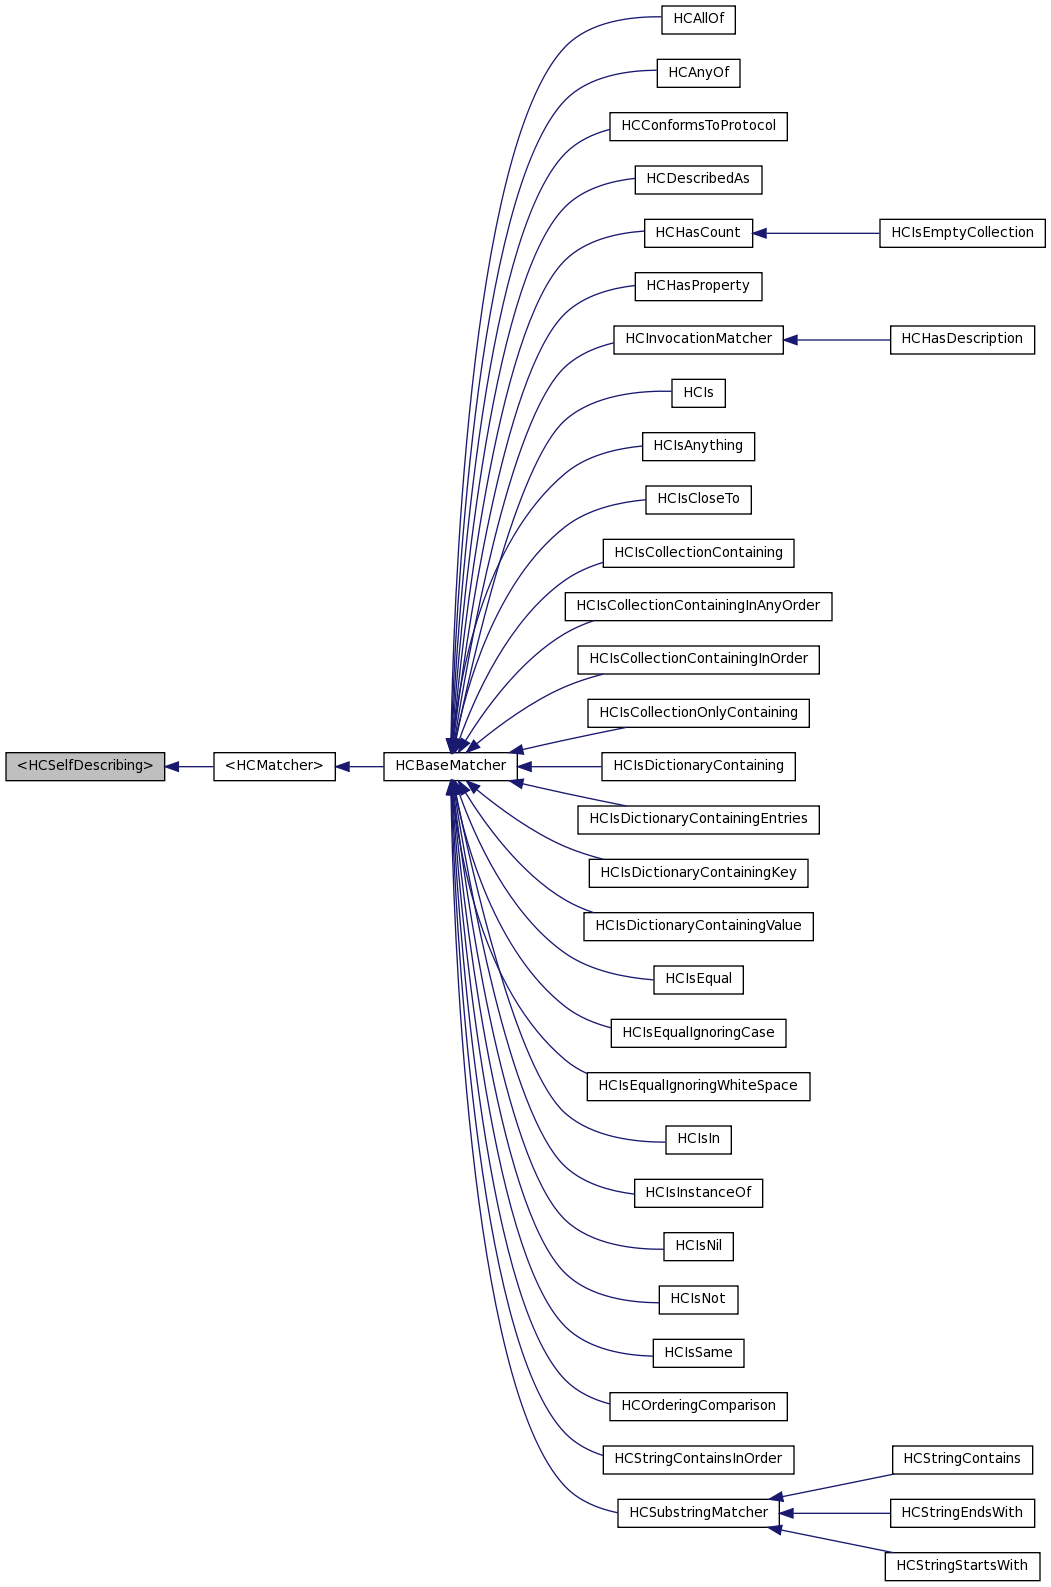 HCAllOf
HCAnyOf
HCConformsToProtocol
HCDescribedAs
HCHasCount
HCIsEmptyCollection
HCHasProperty
HCInvocationMatcher
HCHasDescription
HCIs
HCIsAnything
HCIsCloseTo
HCIsCollectionContaining
HCIsCollectionContainingInAnyOrder
HCIsCollectionContainingInOrder
HCIsCollectionOnlyContaining
<HCSelfDescribing>
<HCMatcher>
HCBaseMatcher
HCIsDictionaryContaining
HCIsDictionaryContainingEntries
HCIsDictionaryContainingKey
HCIsDictionaryContainingValue
HCIsEqual
HCIsEqualIgnoringCase
HCIsEqualIgnoringWhiteSpace
HCIsIn
HCIsInstanceOf
HCIsNil
HCIsNot
HCIsSame
HCOrderingComparison
HCStringContainsInOrder
HCStringContains
HCSubstringMatcher
HCStringEndsWith
HCStringStartsWith